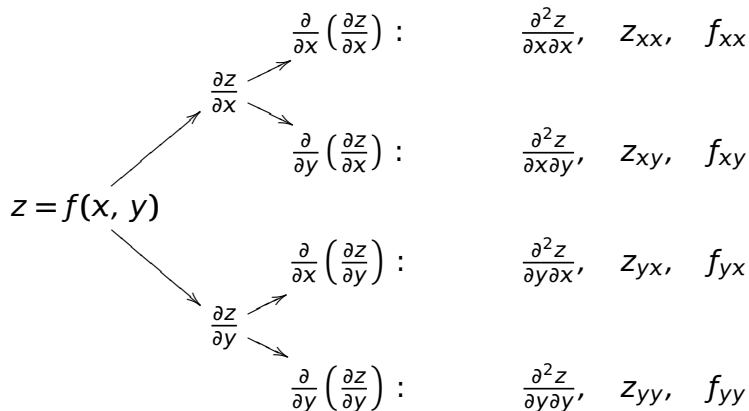 ∂/∂x (∂z/∂x) : ∂²z/∂x∂x, z_xx, f_xx
∂z/∂x
∂/∂y (∂z/∂x) : ∂²z/∂x∂y, z_xy, f_xy
z = f(x, y)
∂/∂x (∂z/∂y) : ∂²z/∂y∂x, z_yx, f_yx
∂z/∂y
∂/∂y (∂z/∂y) : ∂²z/∂y∂y, z_yy, f_yy